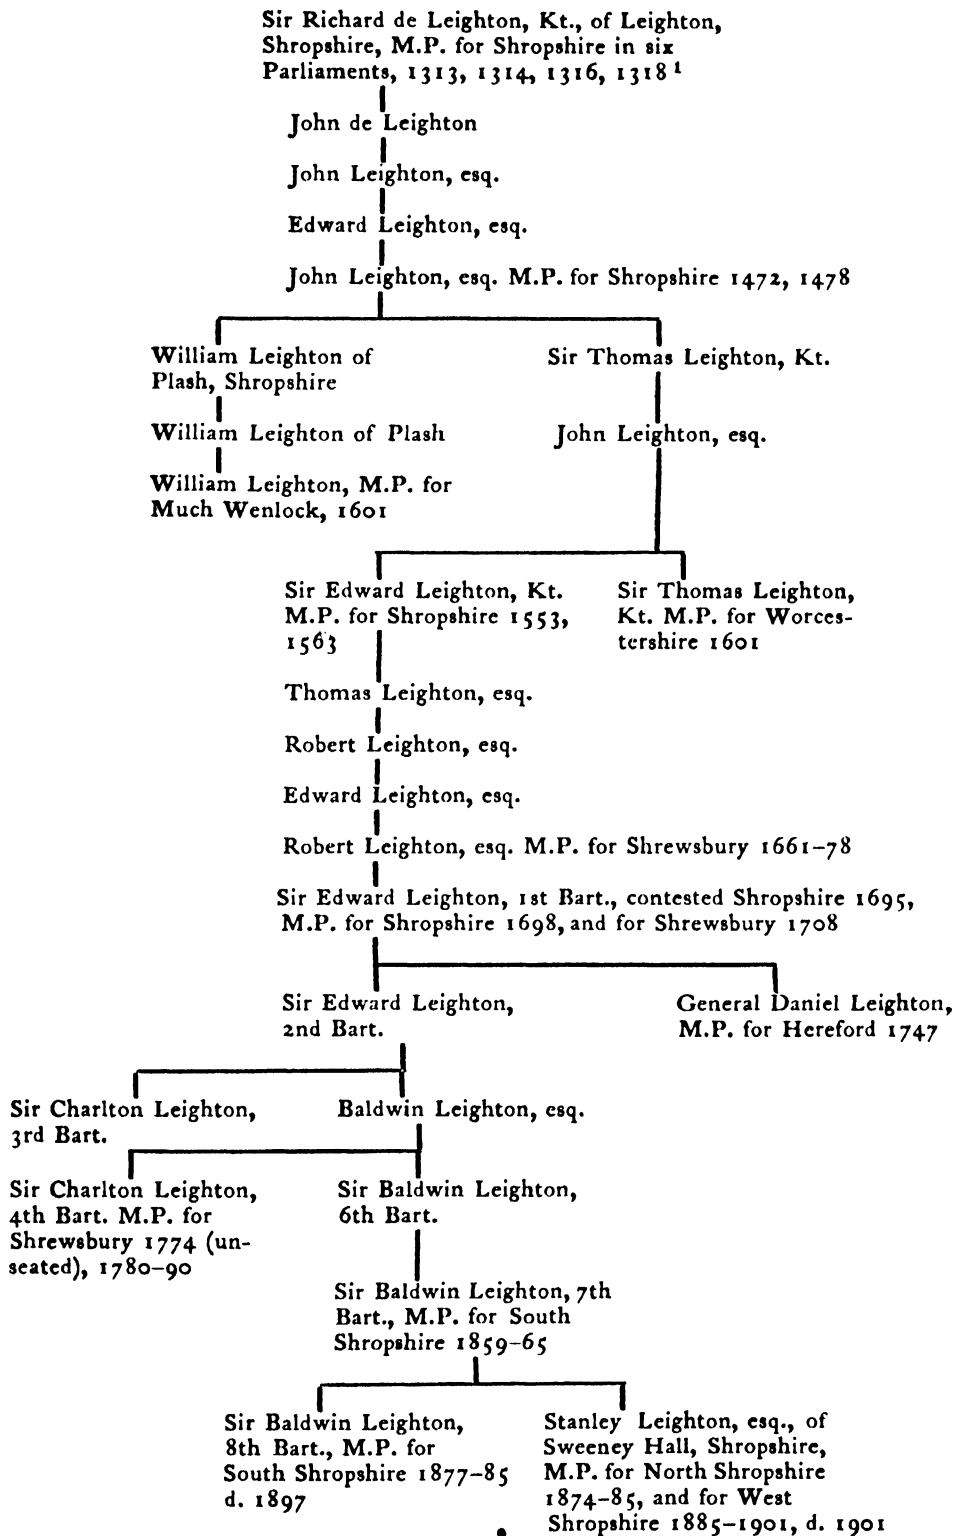 Sir Richard de Leighton, Kt., of Leighton,
Shropshire, M.P. for Shropshire in six
Parliaments, 1313, 1314, 1316, 1318 ¹
John de Leighton
John Leighton, esq.
Edward Leighton, esq.
John Leighton, esq. M.P. for Shropshire 1472, 1478
William Leighton of
Plash, Shropshire
Sir Thomas Leighton, Kt.
William Leighton of Plash
John Leighton, esq.
William Leighton, M.P. for
Much Wenlock, 1601
Sir Edward Leighton, Kt.
M.P. for Shropshire 1553,
1563
Sir Thomas Leighton,
Kt. M.P. for Worces-
tershire 1601
Thomas Leighton, esq.
Robert Leighton, esq.
Edward Leighton, esq.
Robert Leighton, esq. M.P. for Shrewsbury 1661–78
Sir Edward Leighton, 1st Bart., contested Shropshire 1695,
M.P. for Shropshire 1698, and for Shrewsbury 1708
Sir Edward Leighton,
2nd Bart.
General Daniel Leighton,
M.P. for Hereford 1747
Sir Charlton Leighton,
3rd Bart.
Baldwin Leighton, esq.
Sir Charlton Leighton,
4th Bart. M.P. for
Shrewsbury 1774 (un-
seated), 1780–90
Sir Baldwin Leighton,
6th Bart.
Sir Baldwin Leighton, 7th
Bart., M.P. for South
Shropshire 1859–65
Sir Baldwin Leighton,
8th Bart., M.P. for
South Shropshire 1877–85
d. 1897
Stanley Leighton, esq., of
Sweeney Hall, Shropshire,
M.P. for North Shropshire
1874–85, and for West
Shropshire 1885–1901, d. 1901